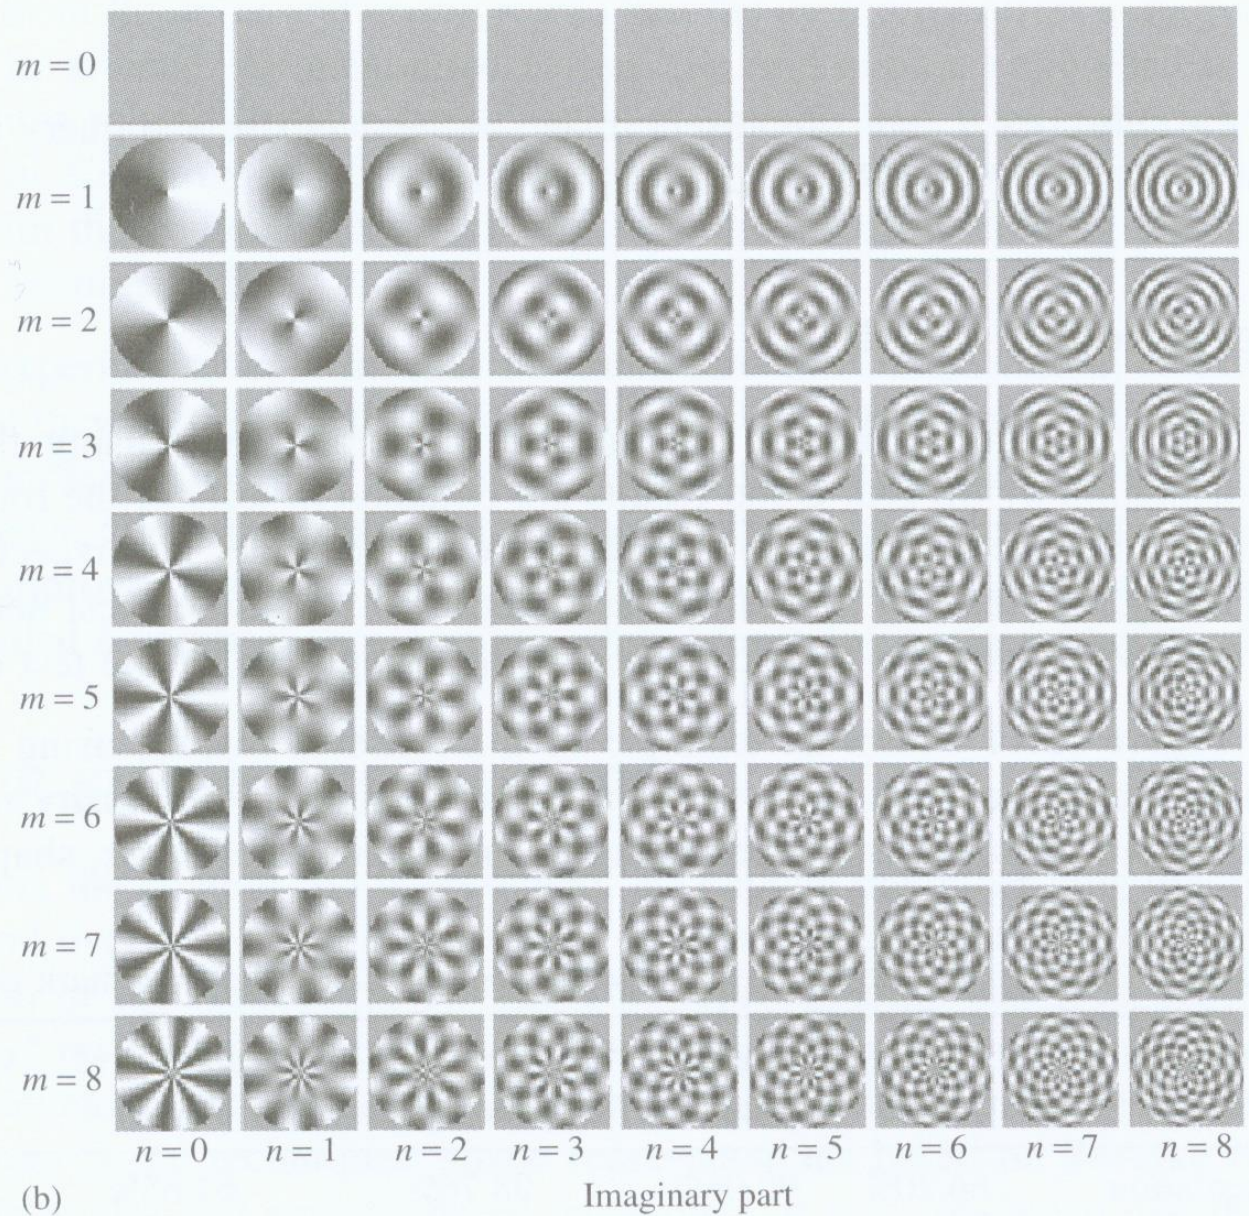 m = 0
m = 1
m = 2
m = 3
m = 4
m = 5
m = 6
m = 7
m = 8
n = 0 n = 1 n = 2 n = 3 n = 4 n = 5 n = 6 n = 7 n = 8
(b) Imaginary part